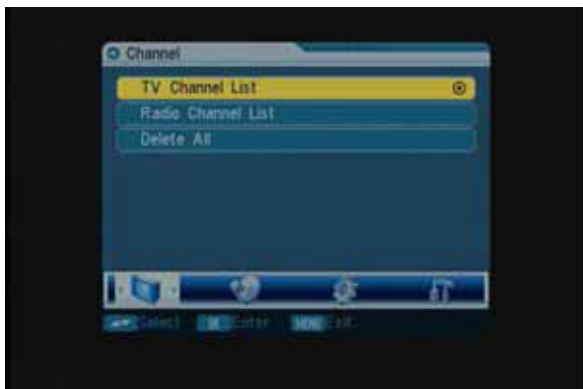 Channel
TV Channel List
Radio Channel List
Delete All
Select OK Enter MENU Exit